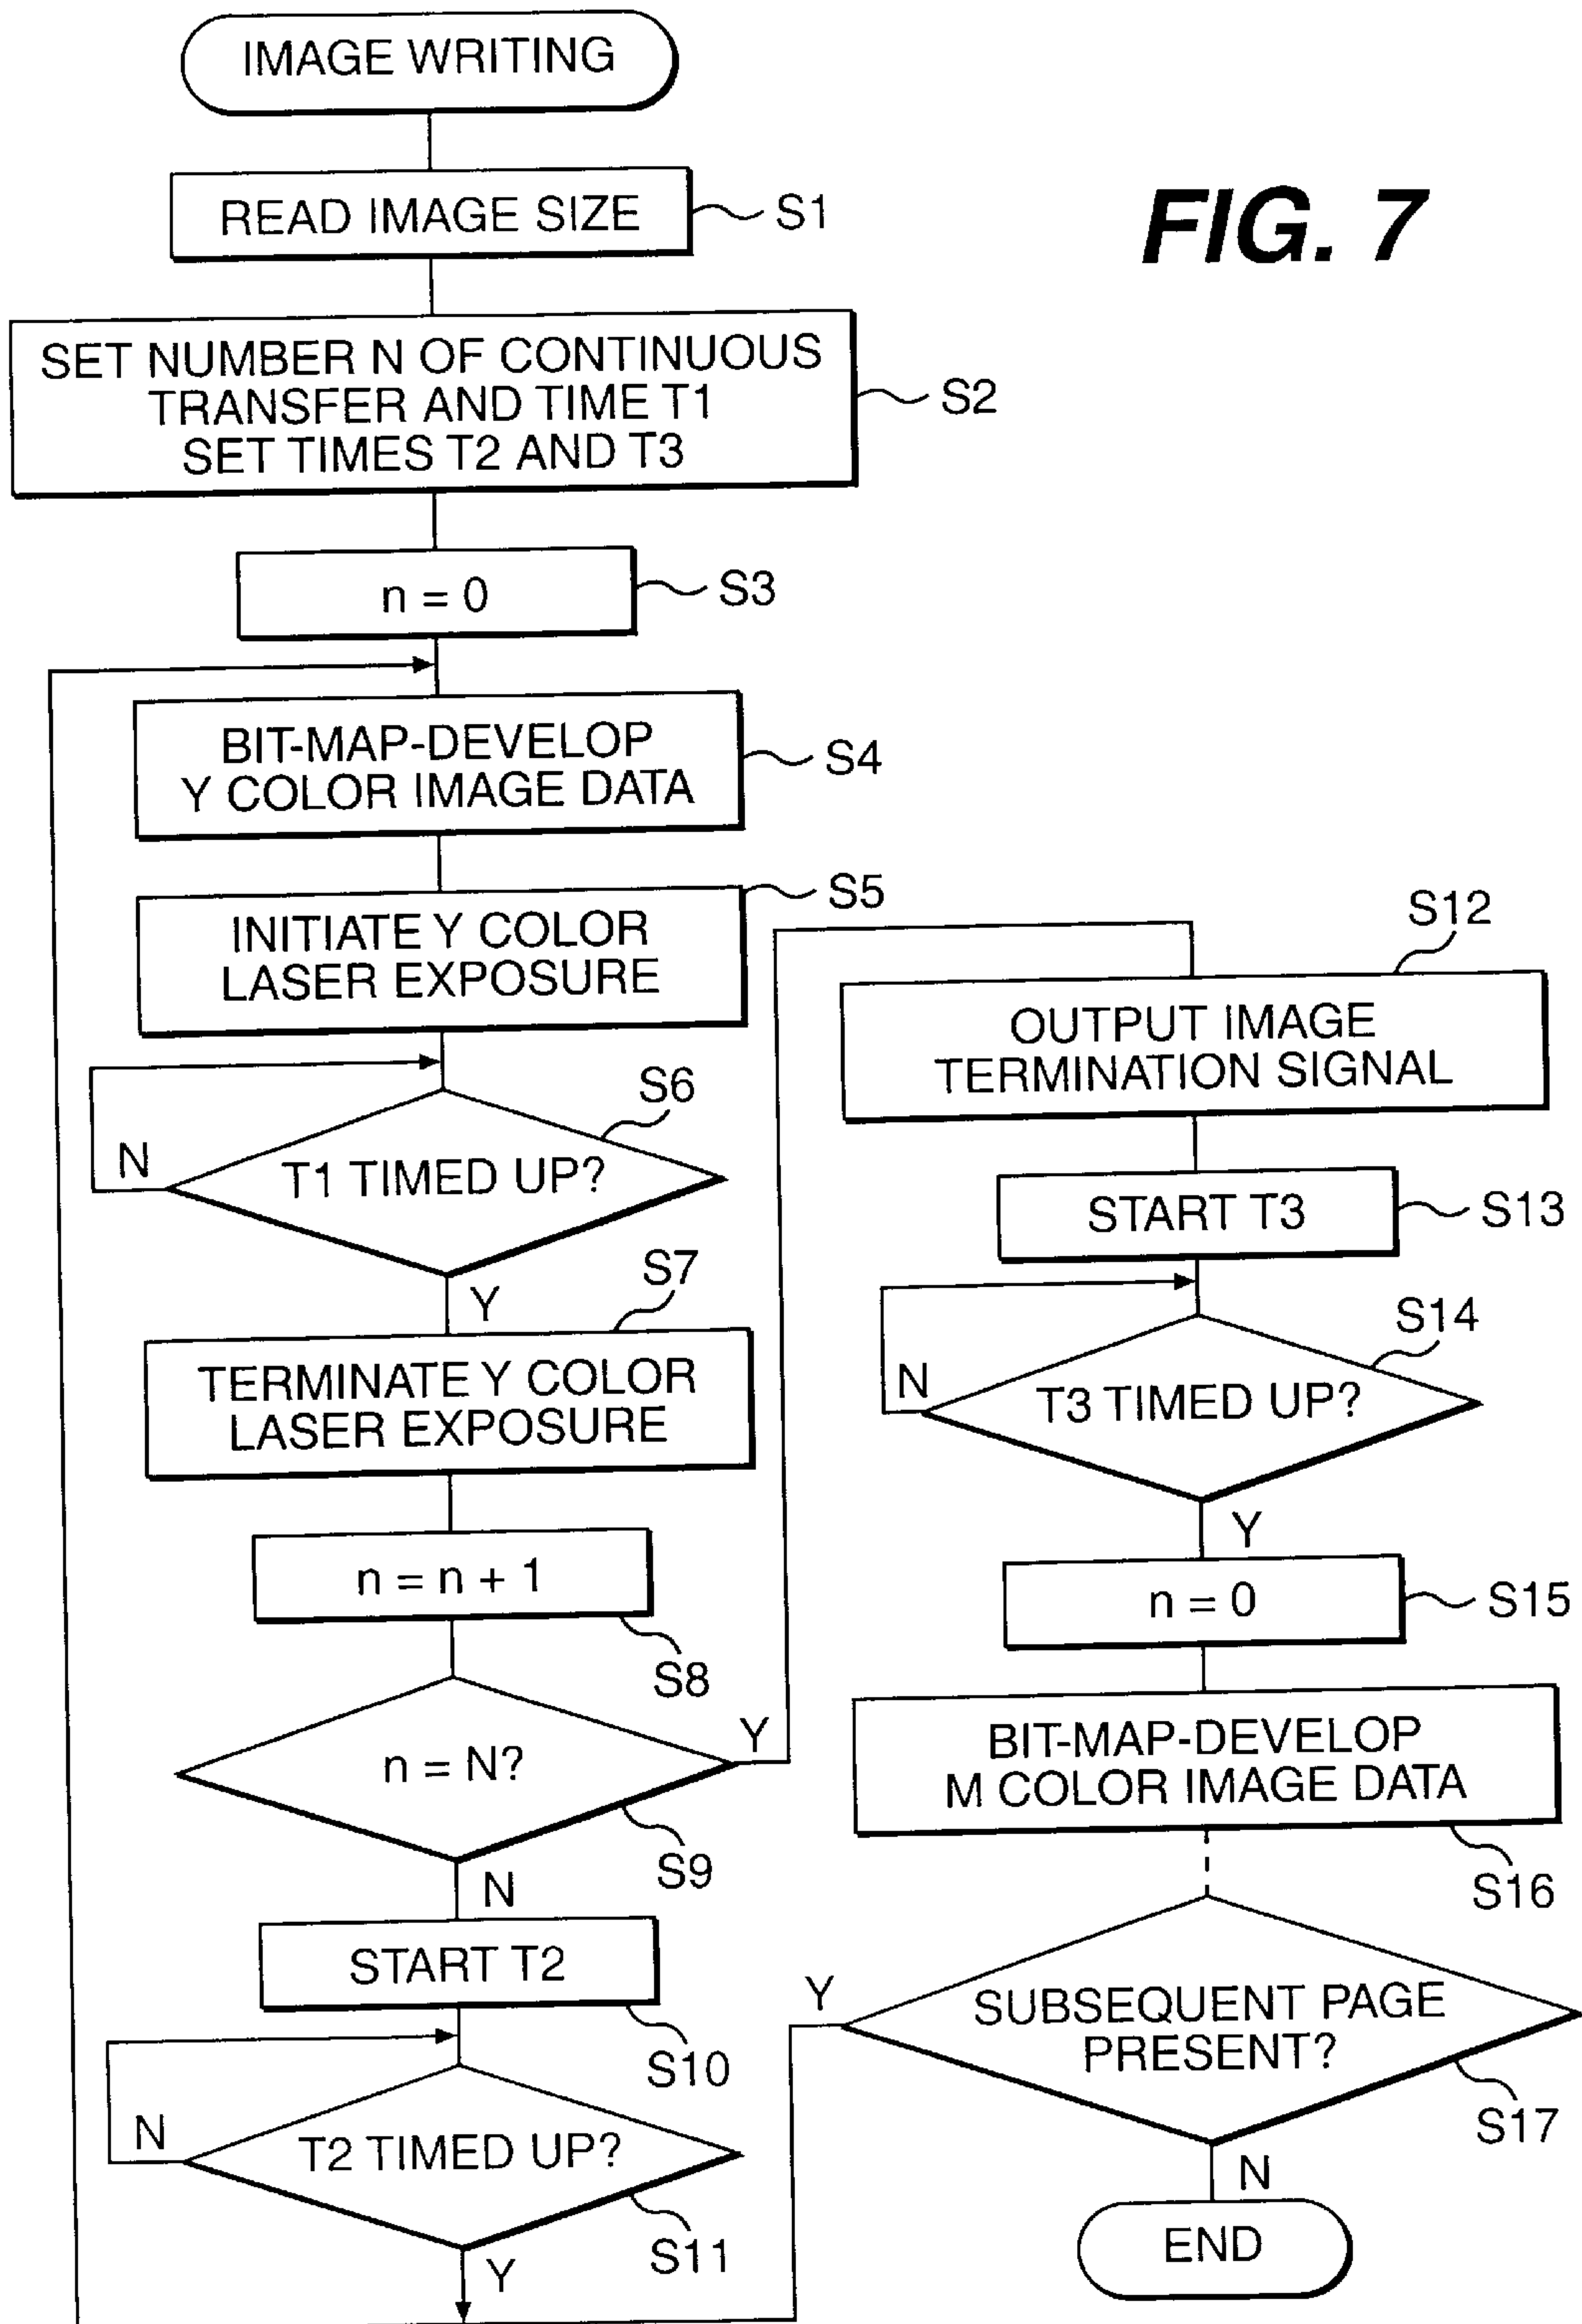 IMAGE WRITING
FIG. 7
READ IMAGE SIZE
S1
SET NUMBER N OF CONTINUOUS
TRANSFER AND TIME T1
SET TIMES T2 AND T3
S2
n = 0
S3
BIT-MAP-DEVELOP
Y COLOR IMAGE DATA
S4
INITIATE Y COLOR
LASER EXPOSURE
S5
T1 TIMED UP?
S6
N
Y
TERMINATE Y COLOR
LASER EXPOSURE
S7
n = n + 1
S8
n = N?
S9
Y
N
START T2
S10
T2 TIMED UP?
S11
N
Y
OUTPUT IMAGE
TERMINATION SIGNAL
S12
START T3
S13
T3 TIMED UP?
S14
N
Y
n = 0
S15
BIT-MAP-DEVELOP
M COLOR IMAGE DATA
S16
SUBSEQUENT PAGE
PRESENT?
S17
Y
N
END